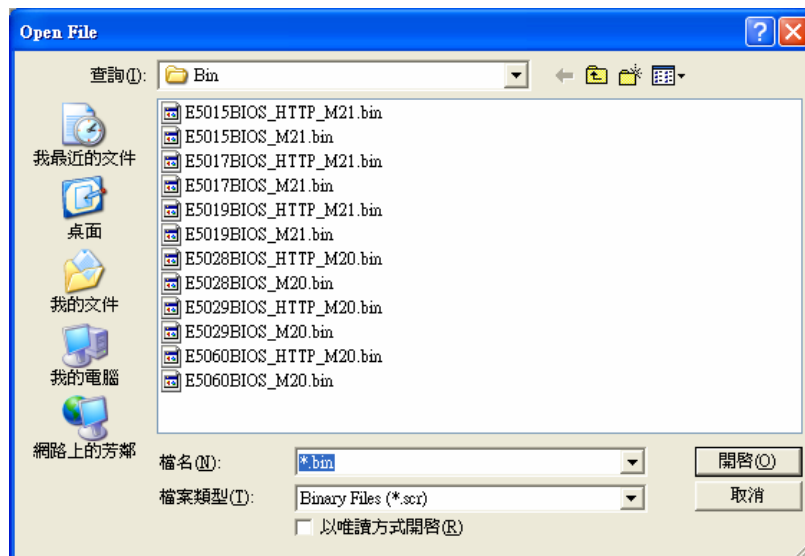 Open File
查詢(I):
Bin
我最近的文件
桌面
我的文件
我的電腦
網路上的芳鄰
E5015BIOS_HTTP_M21.bin
E5015BIOS_M21.bin
E5017BIOS_HTTP_M21.bin
E5017BIOS_M21.bin
E5019BIOS_HTTP_M21.bin
E5019BIOS_M21.bin
E5028BIOS_HTTP_M20.bin
E5028BIOS_M20.bin
E5029BIOS_HTTP_M20.bin
E5029BIOS_M20.bin
E5060BIOS_HTTP_M20.bin
E5060BIOS_M20.bin
檔名(N):
*.bin
開啓(O)
檔案類型(T):
Binary Files (*.scr)
取消
以唯讀方式開啓(R)